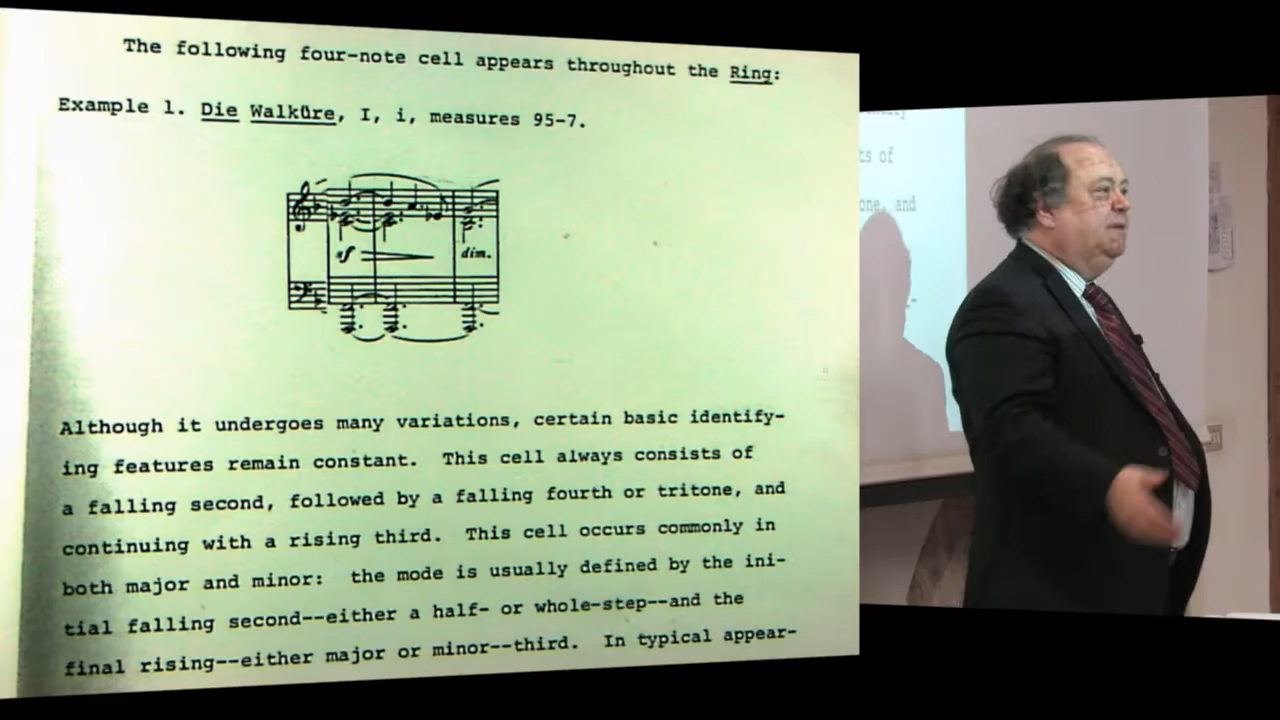 The following four-note cell appears throughout the Ring:
Example 1. Die Walküre, I, i, measures 95-7.
sf
dim.
Although it undergoes many variations, certain basic identify-
ing features remain constant. This cell always consists of
a falling second, followed by a falling fourth or tritone, and
continuing with a rising third. This cell occurs commonly in
both major and minor: the mode is usually defined by the ini-
tial falling second--either a half- or whole-step--and the
final rising--either major or minor--third. In typical appear-
ts of
one, and